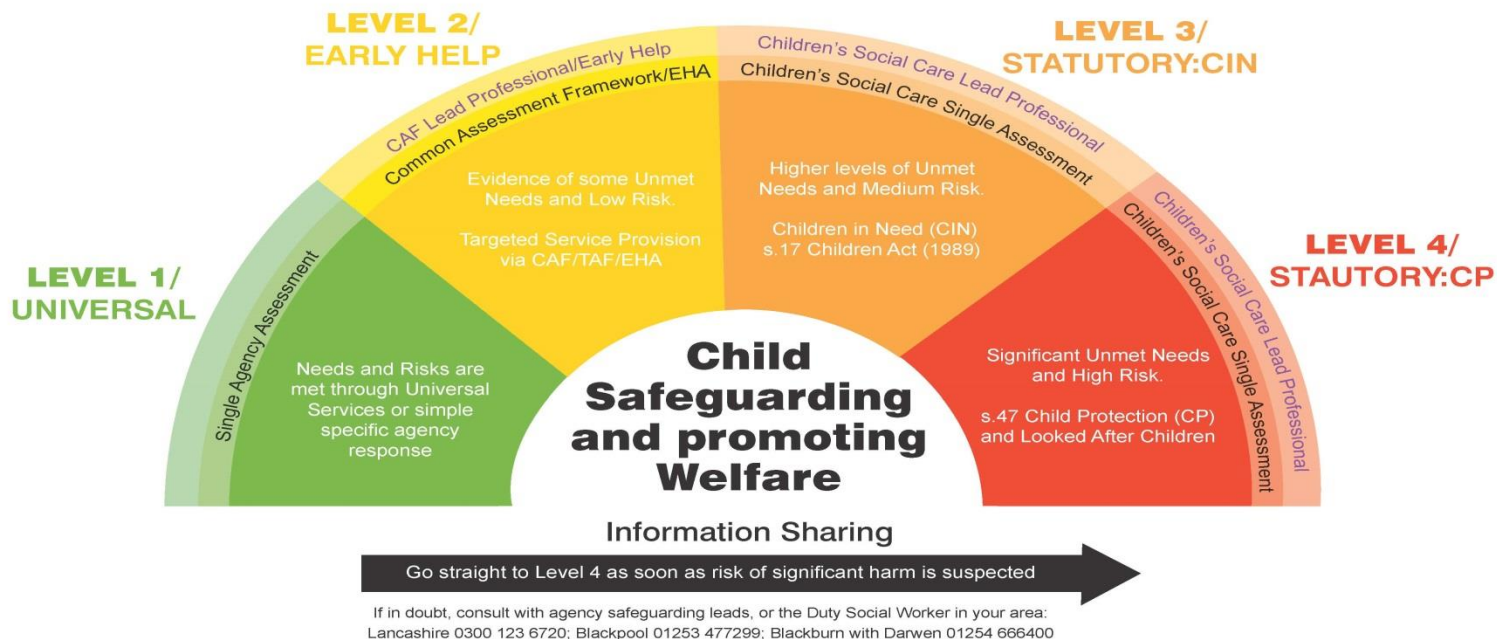 LEVEL 1/
UNIVERSAL
Single Agency Assessment
Needs and Risks are
met through Universal
Services or simple
specific agency
response
LEVEL 2/
EARLY HELP
CAF Lead Professional/Early Help
Common Assessment Framework/EHA
Evidence of some Unmet
Needs and Low Risk.
Targeted Service Provision
via CAF/TAF/EHA
LEVEL 3/
STATUTORY:CIN
Children's Social Care Lead Professional
Children's Social Care Single Assessment
Higher levels of Unmet
Needs and Medium Risk.
Children in Need (CIN)
s.17 Children Act (1989)
LEVEL 4/
STAUTORY:CP
Children's Social Care Lead Professional
Children's Social Care Single Assessment
Significant Unmet Needs
and High Risk.
s.47 Child Protection (CP)
and Looked After Children
Child
Safeguarding
and promoting
Welfare
Information Sharing
Go straight to Level 4 as soon as risk of significant harm is suspected
If in doubt, consult with agency safeguarding leads, or the Duty Social Worker in your area:
Lancashire 0300 123 6720; Blackpool 01253 477299; Blackburn with Darwen 01254 666400